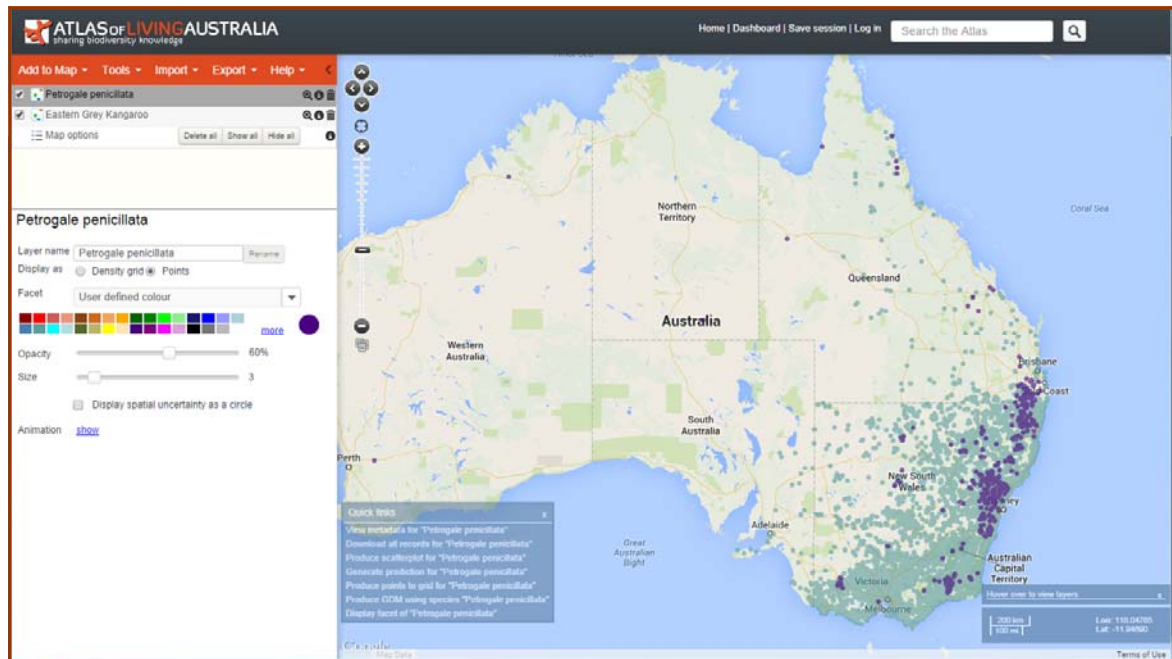 ATLAS OF LIVING AUSTRALIA
sharing biodiversity knowledge
Home | Dashboard | Save session | Log in
Search the Atlas
Add to Map
Tools
Import
Export
Help
Petrogale penicillata
Eastern Grey Kangaroo
Map options
Delete all
Show all
Hide all
Petrogale penicillata
Layer name
Petrogale penicillata
Rename
Display as
Density grid
Points
Facet
User defined colour
more
Opacity
60%
Size
3
Display spatial uncertainty as a circle
Animation
show
Northern
Territory
Coral Sea
Queensland
Australia
Western
Australia
Brisbane
Coast
South
Australia
Perth
New South
Wales
Adelaide
Great
Australian
Bight
Australian
Capital
Territory
Victoria
Melbourne
Quick links
x
View metadata for "Petrogale penicillata"
Download all records for "Petrogale penicillata"
Produce scatterplot for "Petrogale penicillata"
Generate prediction for "Petrogale penicillata"
Produce points to grid for "Petrogale penicillata"
Produce GDM using species "Petrogale penicillata"
Display facet of "Petrogale penicillata"
Hover over to view layers
x
200 km
100 mi
Lon: 118.04785
Map Data
Terms of Use